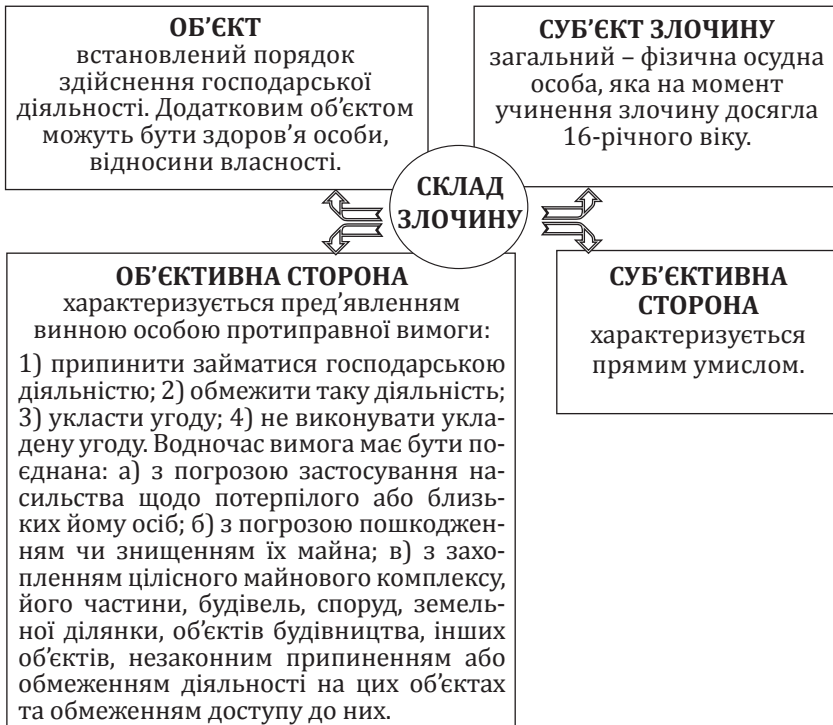 ОБ’ЄКТ
встановлений порядок
здійснення господарської
діяльності. Додатковим об’єктом
можуть бути здоров’я особи,
відносини власності.
СУБ’ЄКТ ЗЛОЧИНУ
загальний – фізична осудна
особа, яка на момент
учинення злочину досягла
16-річного віку.
СКЛАД
ЗЛОЧИНУ
ОБ’ЄКТИВНА СТОРОНА
характеризується пред’явленням
винною особою протиправної вимоги:
1) припинити займатися господарською
діяльністю; 2) обмежити таку діяльність;
3) укласти угоду; 4) не виконувати укла-
дену угоду. Водночас вимога має бути по-
єднана: а) з погрозою застосування на-
сильства щодо потерпілого або близь-
ких йому осіб; б) з погрозою пошкоджен-
ням чи знищенням їх майна; в) з захо-
пленням цілісного майнового комплексу,
його частини, будівель, споруд, земель-
ної ділянки, об’єктів будівництва, інших
об’єктів, незаконним припиненням або
обмеженням діяльності на цих об’єктах
та обмеженням доступу до них.
СУБ’ЄКТИВНА
СТОРОНА
характеризується
прямим умислом.